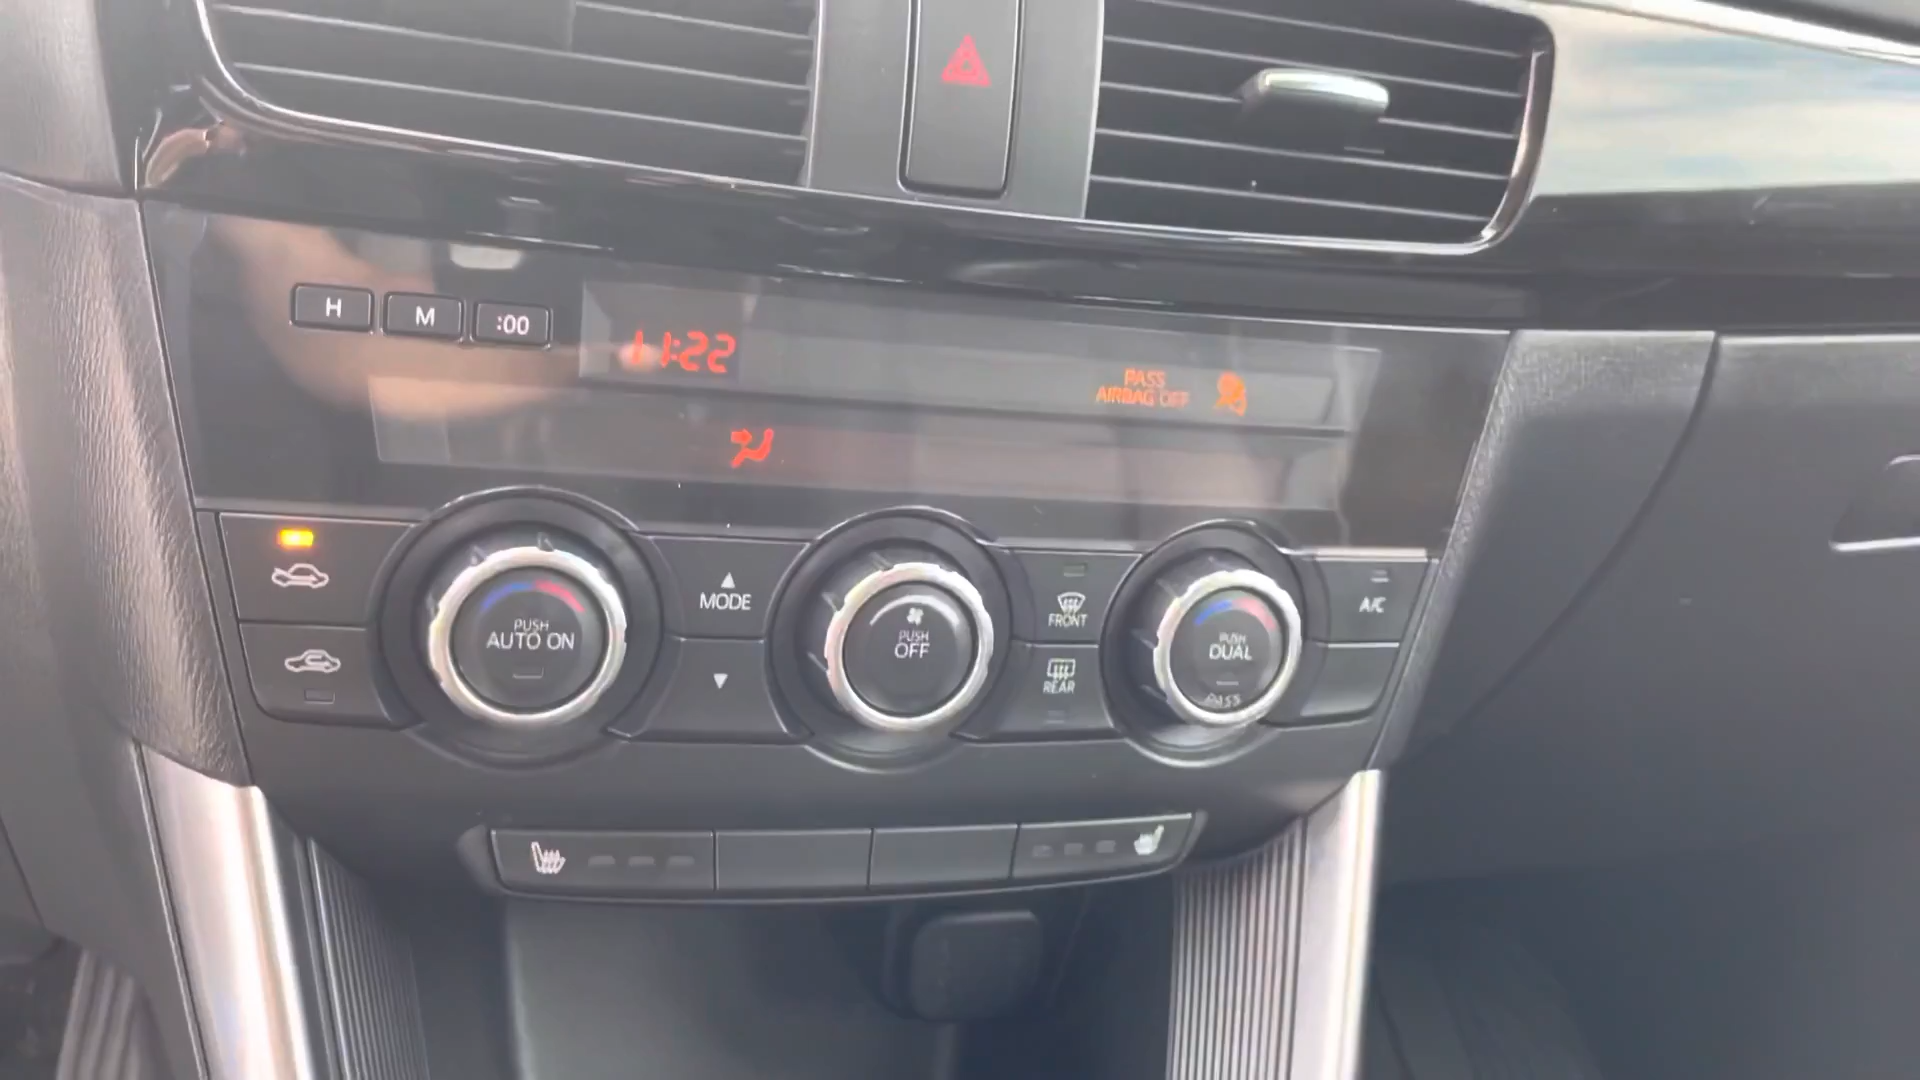 H
M
:00
11:22
PASS
AIRBAG OFF
PUSH
AUTO ON
MODE
PUSH
OFF
FRONT
REAR
PUSH
DUAL
PASS
A/C